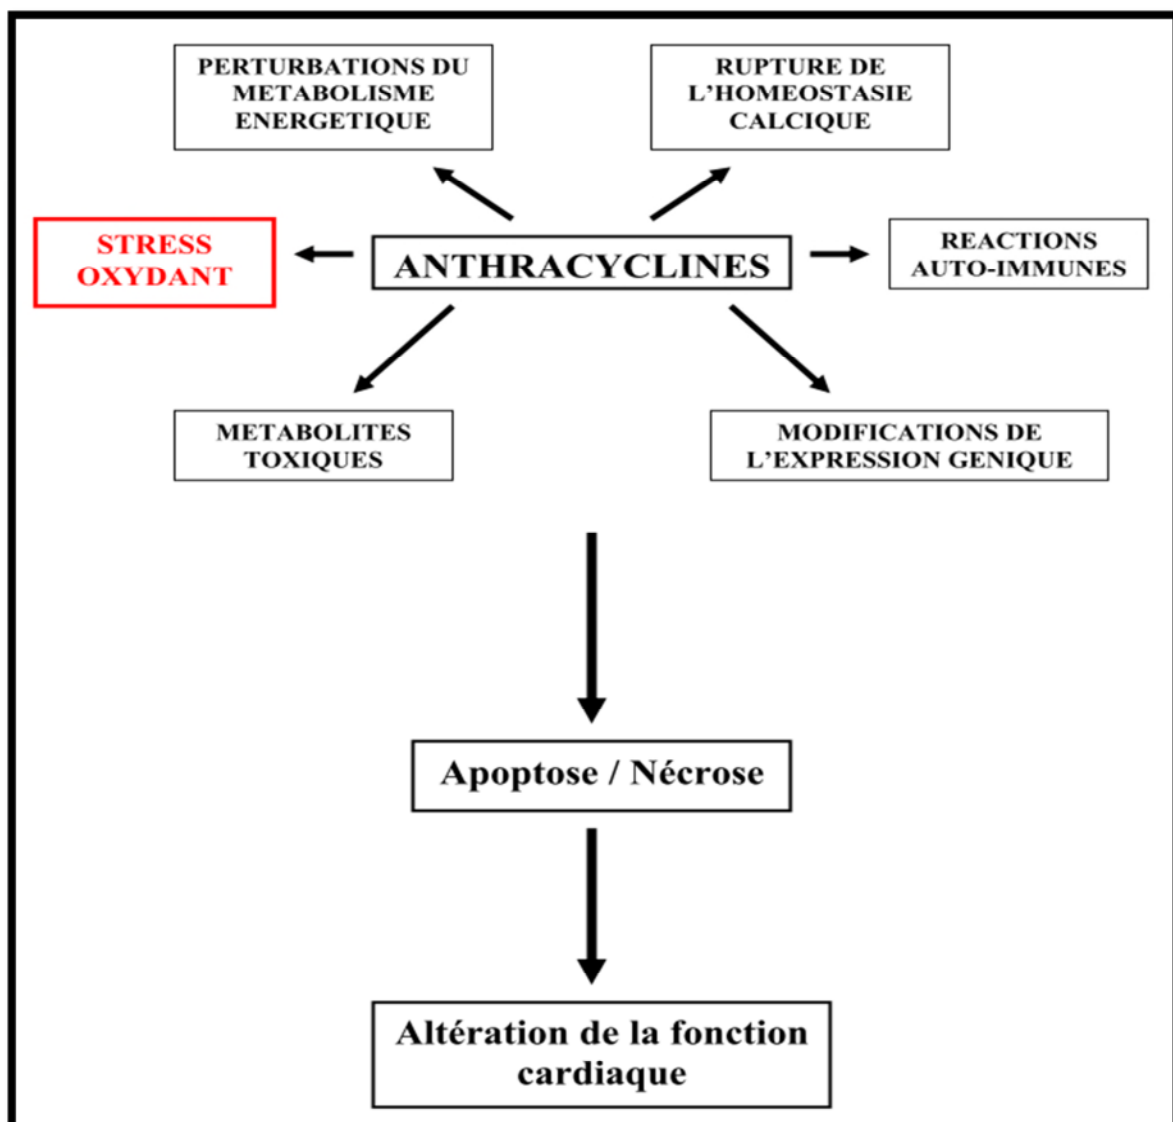 PERTURBATIONS DU
METABOLISME
ENERGETIQUE
RUPTURE DE
L'HOMEOSTASIE
CALCIQUE
STRESS
OXYDANT
ANTHRACYCLINES
REACTIONS
AUTO-IMMUNES
METABOLITES
TOXIQUES
MODIFICATIONS DE
L'EXPRESSION GENIQUE
Apoptose / Nécrose
Altération de la fonction
cardiaque